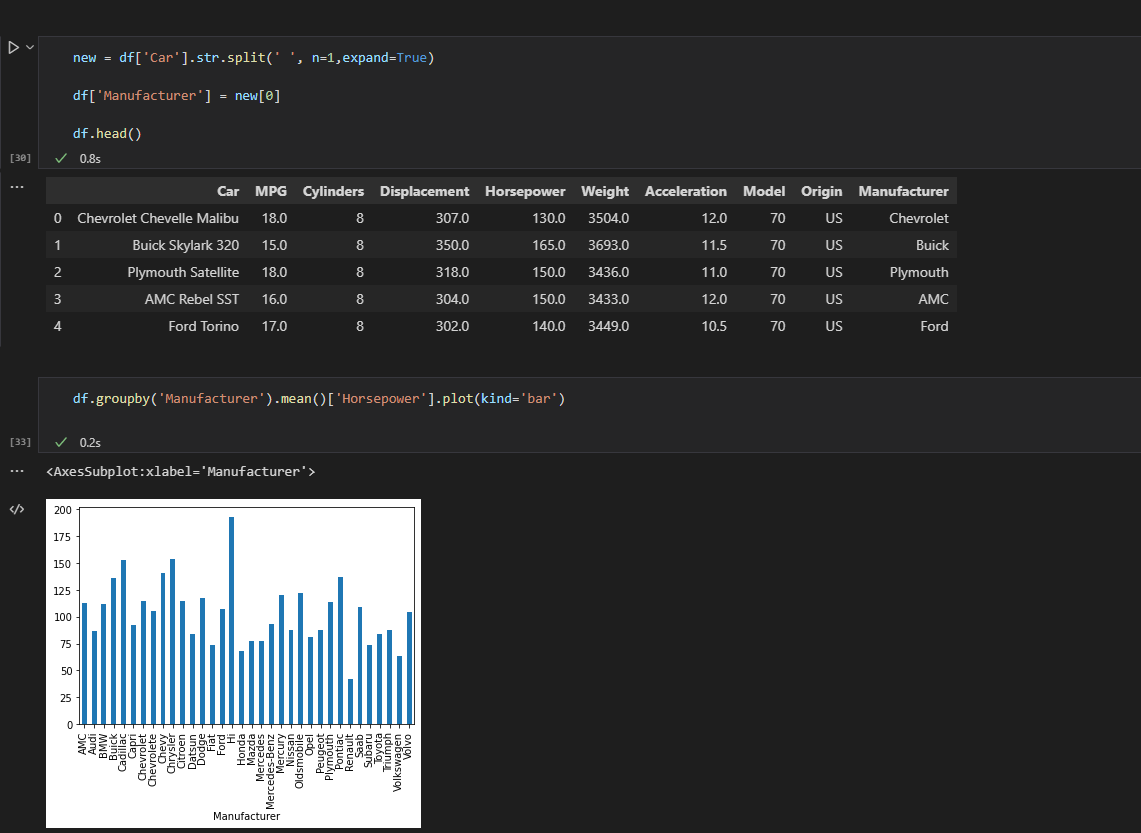 new = df['Car'].str.split(' ', n=1,expand=True)
df['Manufacturer'] = new[0]
df.head()
[30]
0.8s
...
Car MPG Cylinders Displacement Horsepower Weight Acceleration Model Origin Manufacturer
0 Chevrolet Chevelle Malibu 18.0 8 307.0 130.0 3504.0 12.0 70 US Chevrolet
1 Buick Skylark 320 15.0 8 350.0 165.0 3693.0 11.5 70 US Buick
2 Plymouth Satellite 18.0 8 318.0 150.0 3436.0 11.0 70 US Plymouth
3 AMC Rebel SST 16.0 8 304.0 150.0 3433.0 12.0 70 US AMC
4 Ford Torino 17.0 8 302.0 140.0 3449.0 10.5 70 US Ford
df.groupby('Manufacturer').mean()['Horsepower'].plot(kind='bar')
[33]
0.2s
...
<AxesSubplot:xlabel='Manufacturer'>
200
175
150
125
100
75
50
25
0
AMC
Audi
BMW
Buick
Cadillac
Capri
Chevrolet
Chevrolete
Chevy
Chrysler
Citroen
Datsun
Dodge
Fiat
Ford
Hi
Honda
Mazda
Mercedes
Mercedes-Benz
Mercury
Nissan
Oldsmobile
Opel
Peugeot
Plymouth
Pontiac
Renault
Saab
Subaru
Toyota
Triumph
Volkswagen
Volvo
Manufacturer